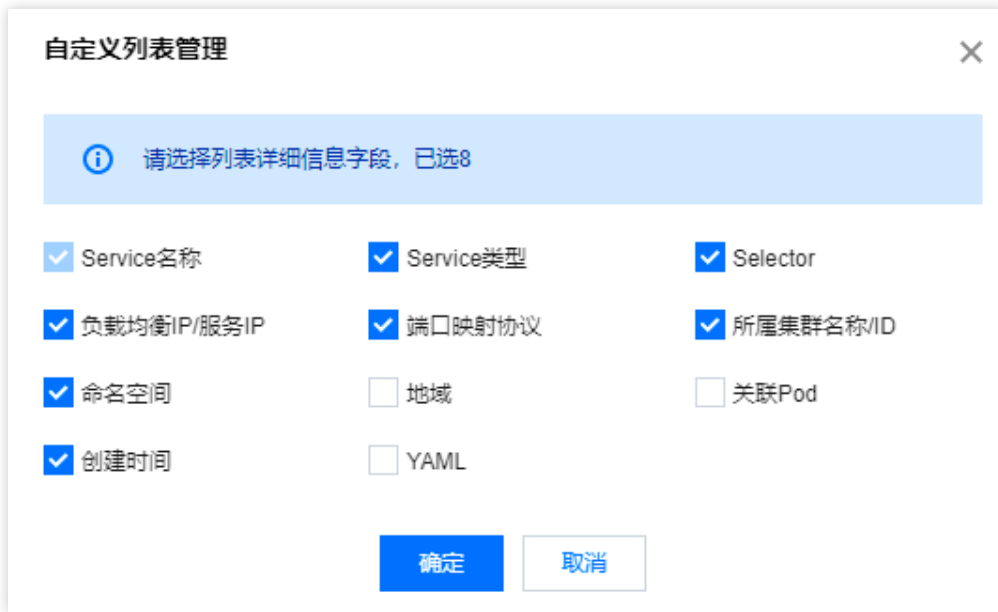 自定义列表管理
请选择列表详细信息字段，已选8
Service名称 Service类型 Selector
负载均衡IP/服务IP 端口映射协议 所属集群名称/ID
命名空间 地域 关联Pod
创建时间 YAML
确定 取消